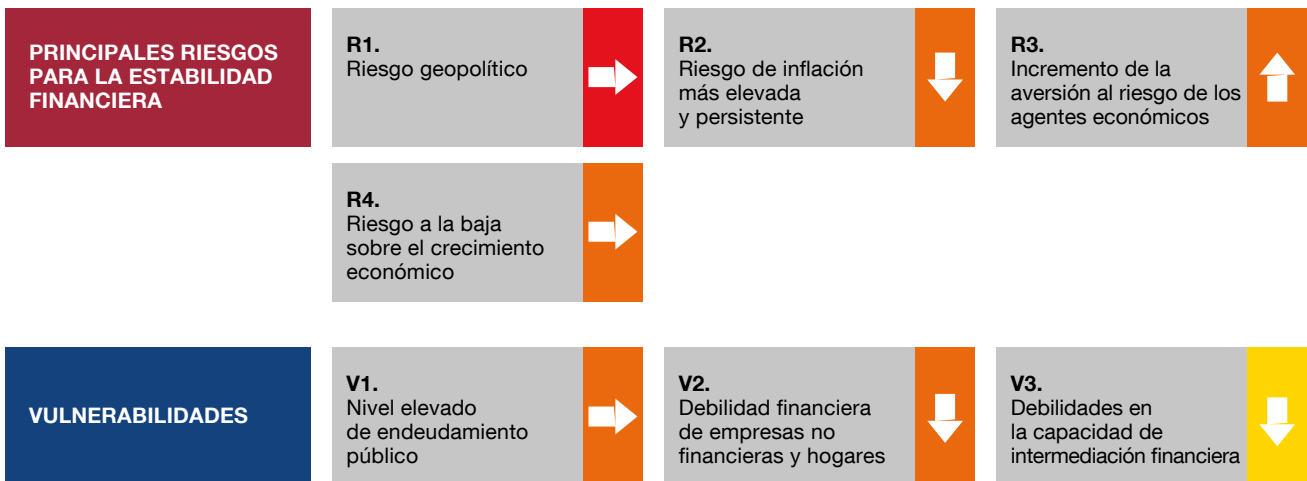 PRINCIPALES RIESGOS
PARA LA ESTABILIDAD
FINANCIERA
R1.
Riesgo geopolítico
R2.
Riesgo de inflación
más elevada
y persistente
R3.
Incremento de la
aversión al riesgo de los
agentes económicos
R4.
Riesgo a la baja
sobre el crecimiento
económico
VULNERABILIDADES
V1.
Nivel elevado
de endeudamiento
público
V2.
Debilidad financiera
de empresas no
financieras y hogares
V3.
Debilidades en
la capacidad de
intermediación financiera